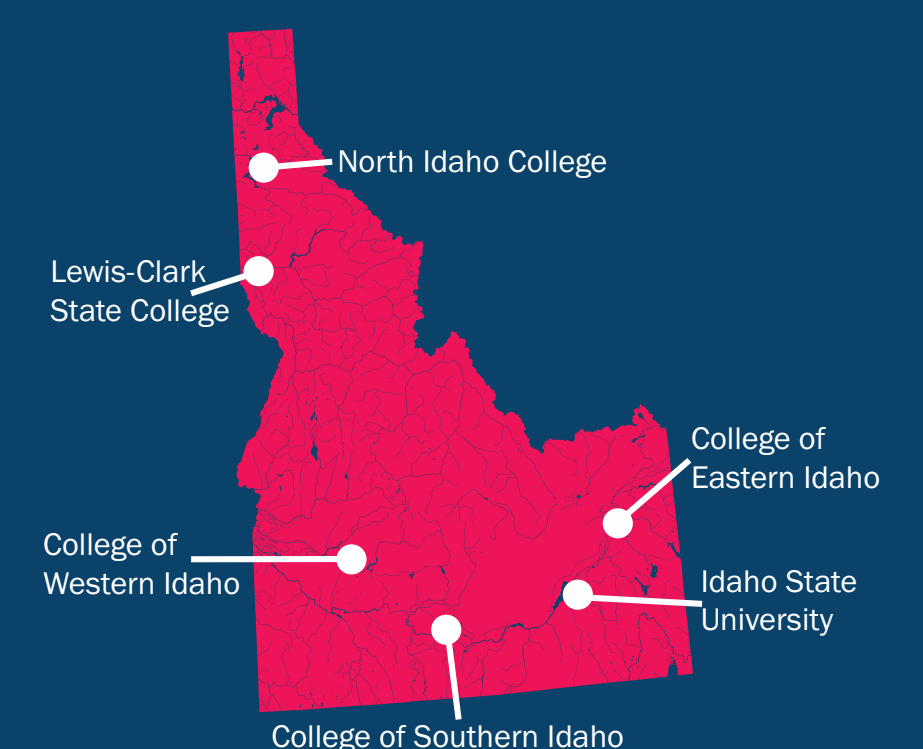 North Idaho College
Lewis-Clark
State College
College of
Eastern Idaho
College of
Western Idaho
Idaho State
University
College of Southern Idaho